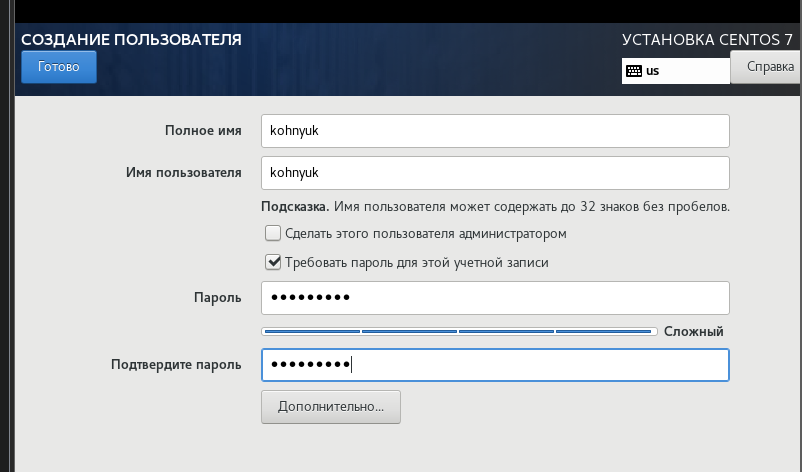 СОЗДАНИЕ ПОЛЬЗОВАТЕЛЯ
УСТАНОВКА CENTOS 7
Готово
us
Справка
Полное имя
kohnyuk
Имя пользователя
kohnyuk
Подсказка. Имя пользователя может содержать до 32 знаков без пробелов.
Сделать этого пользователя администратором
Требовать пароль для этой учетной записи
Пароль
•••••••••
Сложный
Подтвердите пароль
•••••••••
Дополнительно...